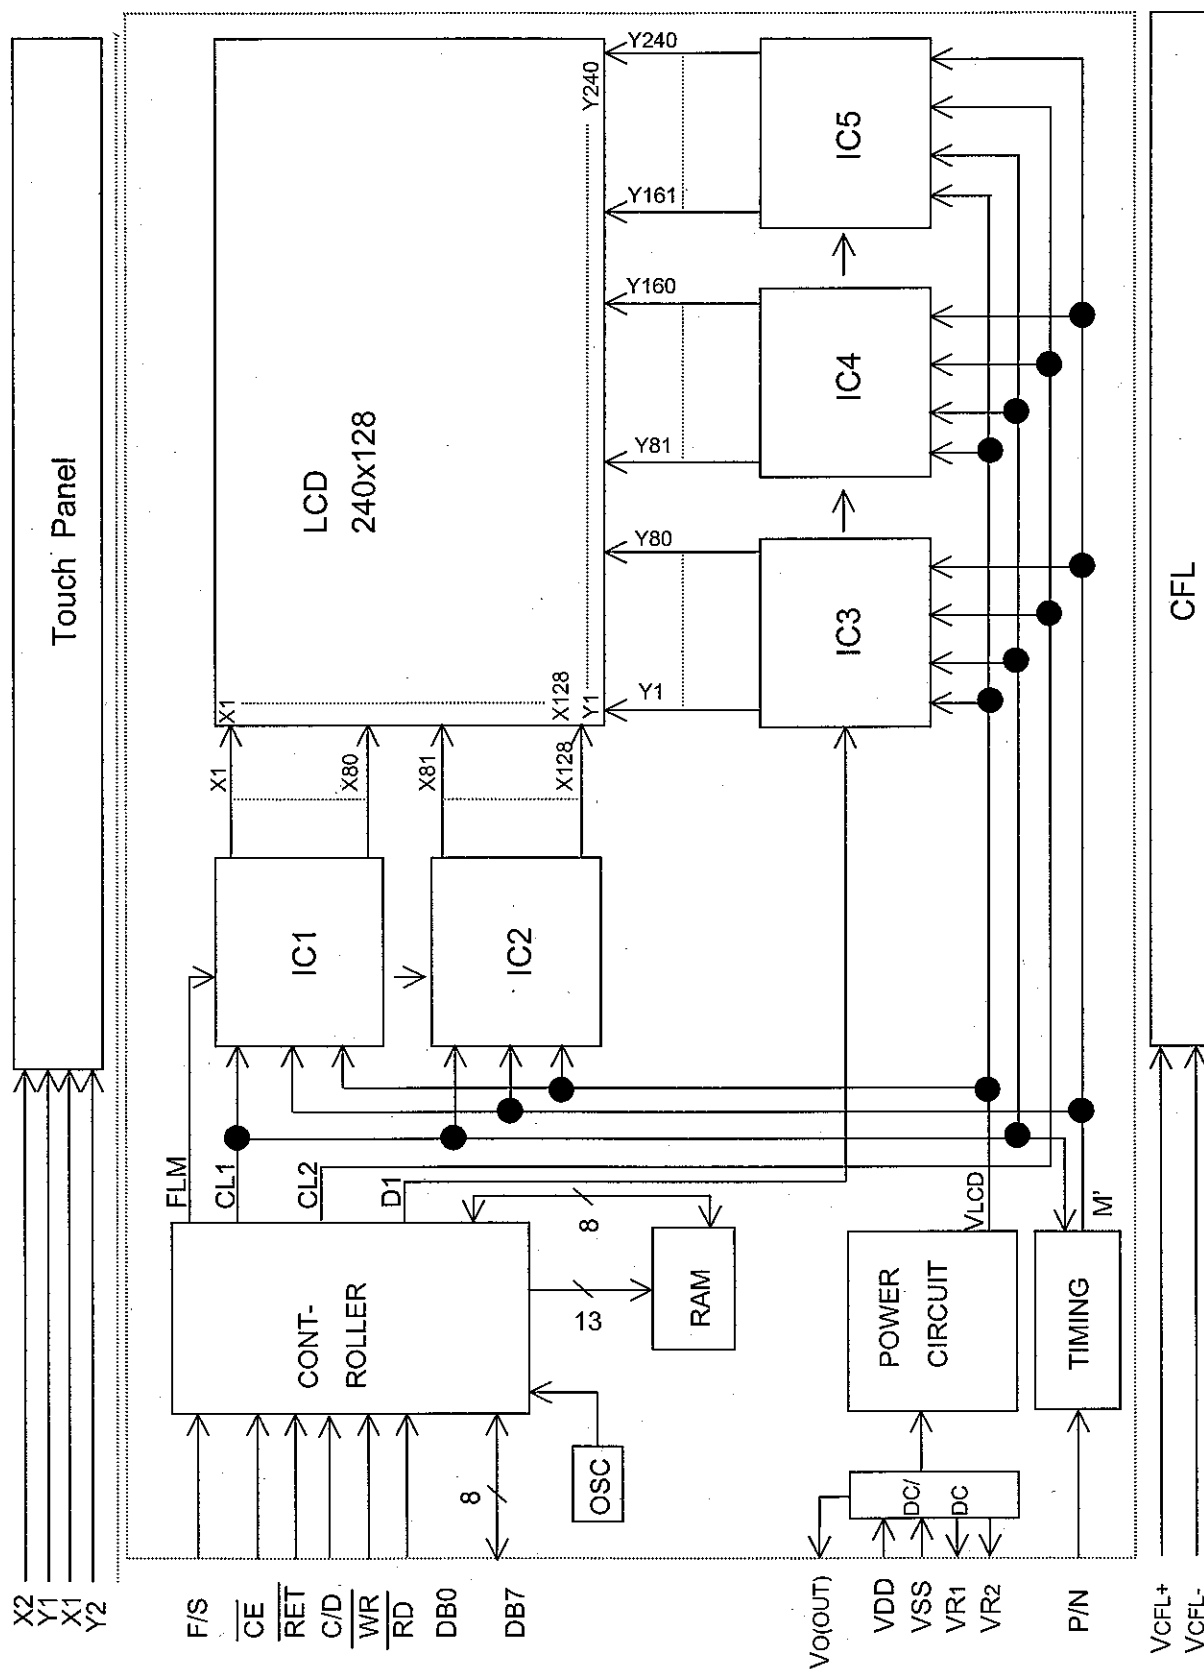 X2
Y1
X1
Y2
Touch Panel
F/S
CE
RET
C/D
WR
RD
DB0
DB7
8
CONT-
ROLLER
OSC
FLM
CL1
CL2
D1
8
13
RAM
IC1
IC2
X1
X80
X81
X128
X1
X128
Y1
Y240
LCD
240x128
Y1
Y80
Y81
Y160
Y161
Y240
IC3
IC4
IC5
VO(OUT)
VDD
VSS
VR1
VR2
DC/
DC
POWER
CIRCUIT
VLCD
P/N
TIMING
M'
VCFL+
VCFL-
CFL